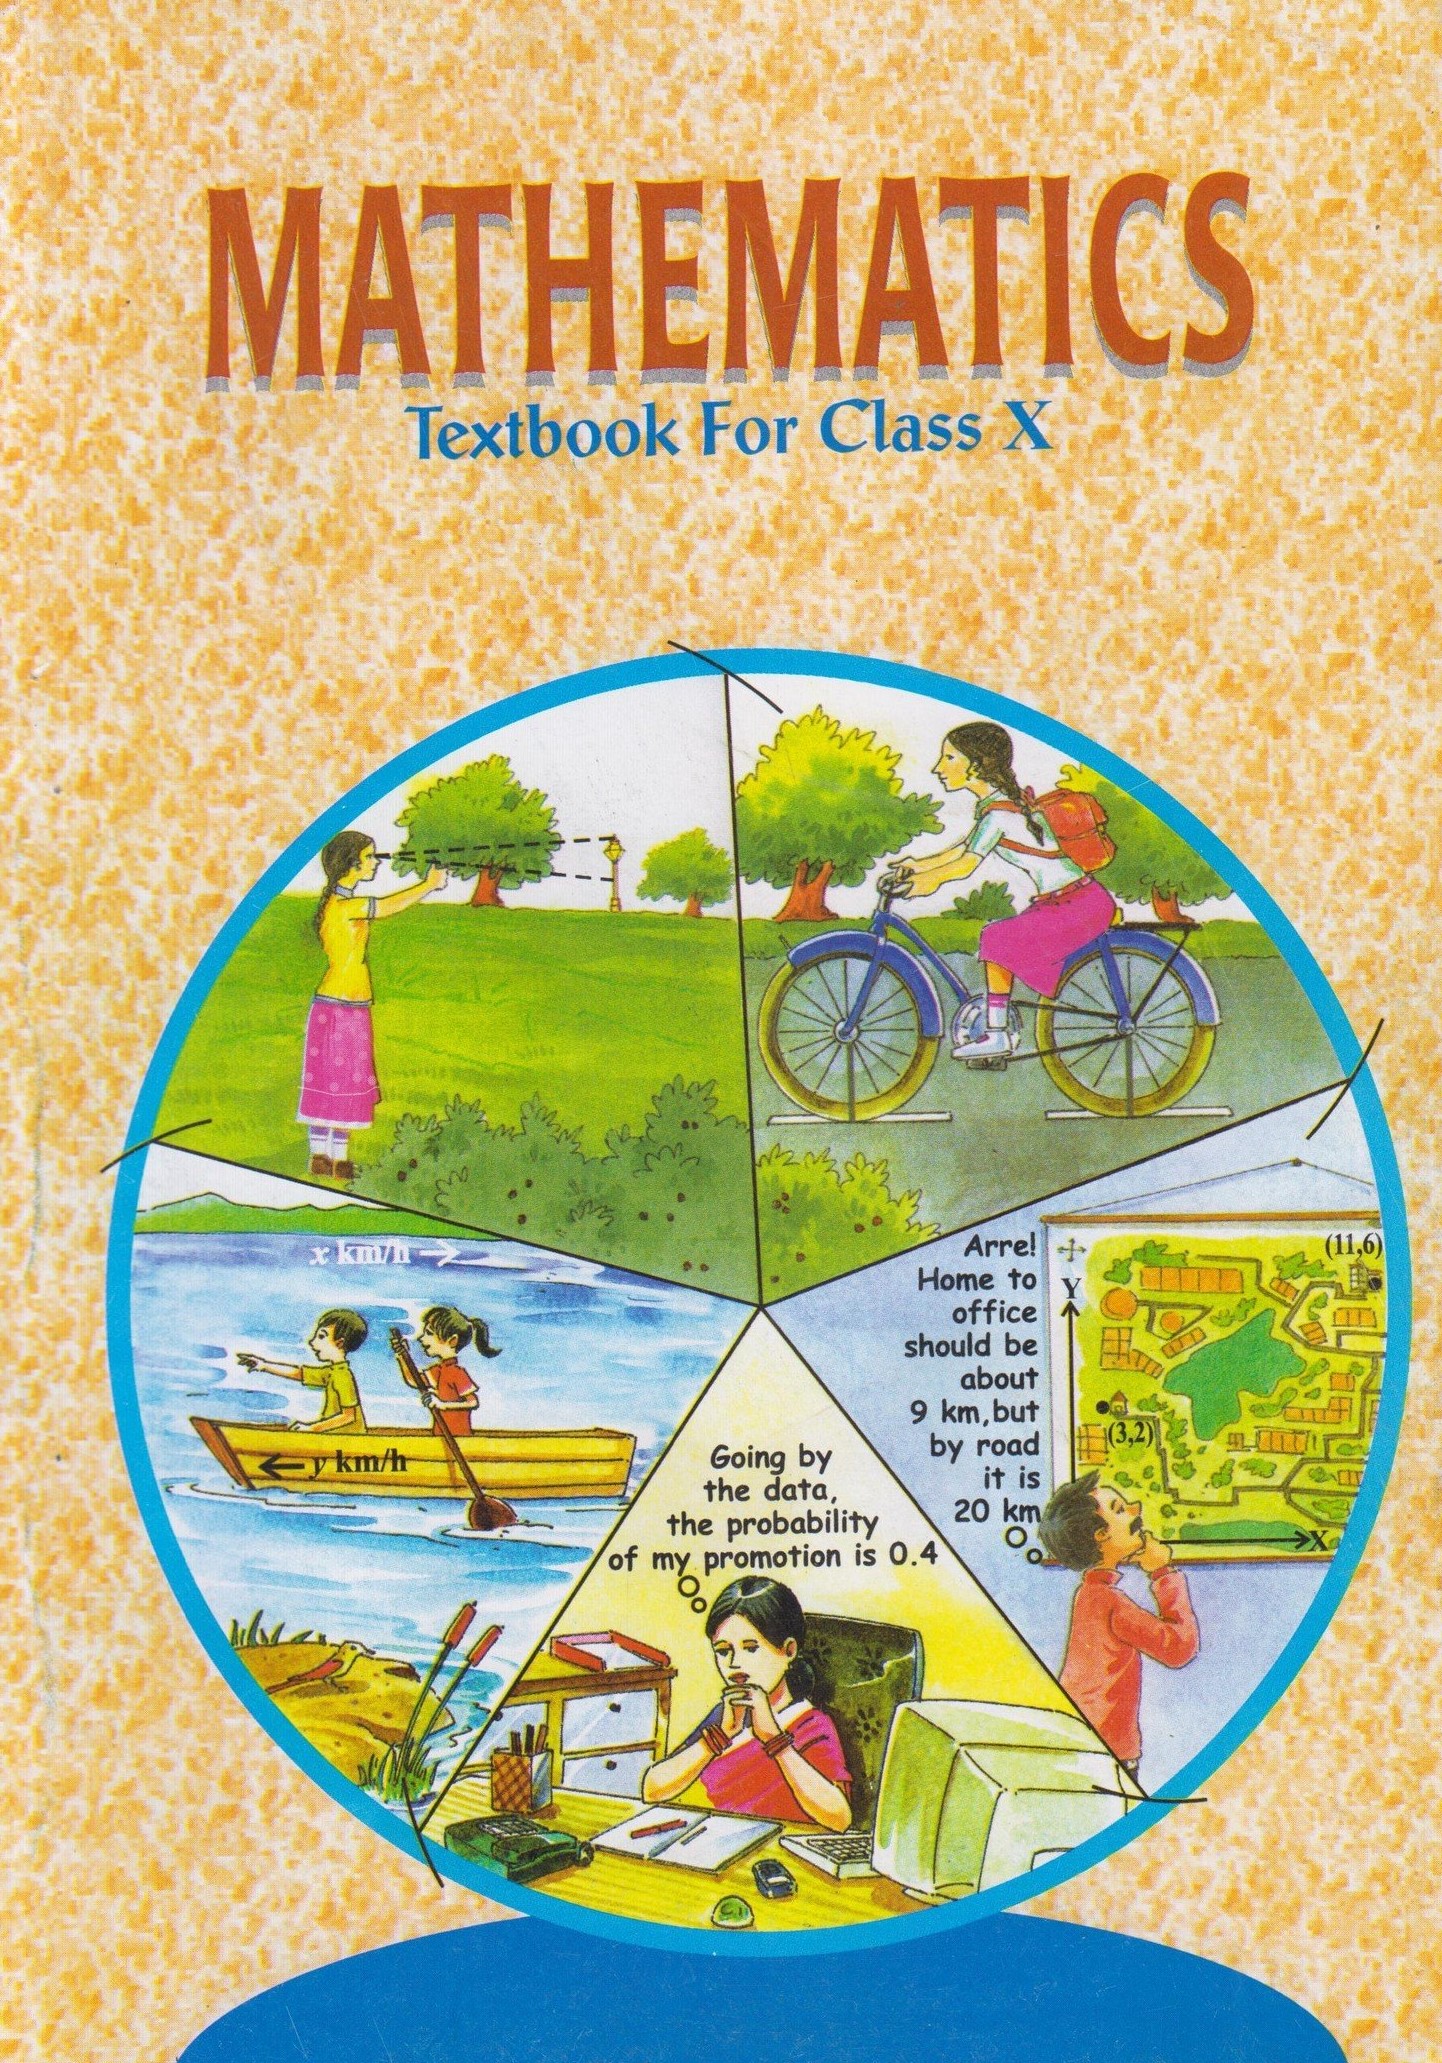 MATHEMATICS
Textbook For Class X
x km/h →
← y km/h
Arre!
Home to
office
should be
about
9 km,but
by road
it is
20 km
(11,6)
Y
(3,2)
X
Going by
the data,
the probability
of my promotion is 0.4